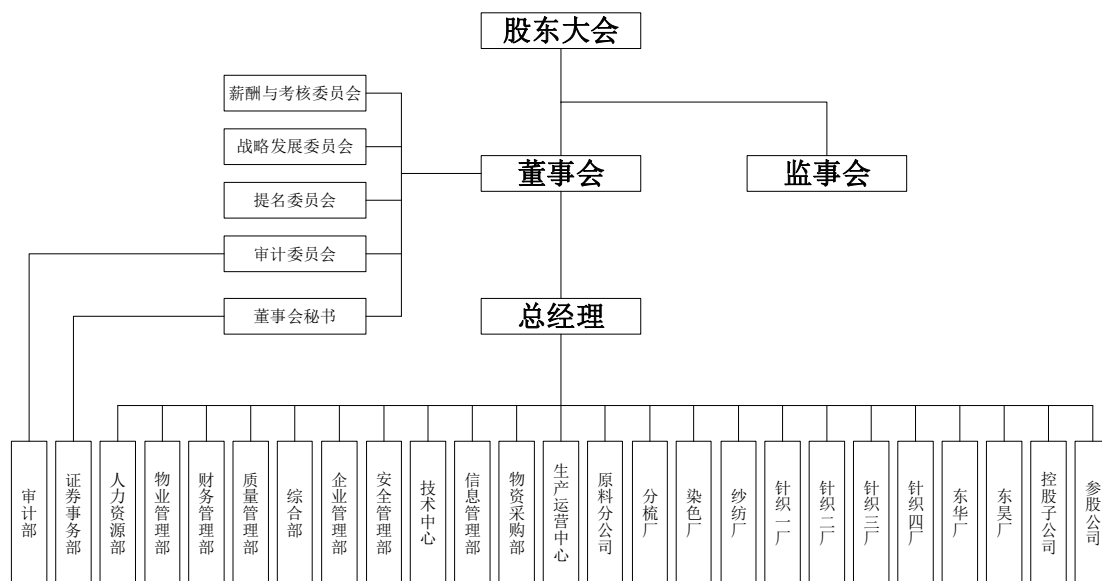 股东大会
薪酬与考核委员会
战略发展委员会
董事会
监事会
提名委员会
审计委员会
董事会秘书
总经理
审计部
证券事务部
人力资源部
物业管理部
财务管理部
质量管理部
综合部
企业管理部
安全管理部
技术中心
信息管理部
物资采购部
生产运营中心
原料分公司
分梳厂
染色厂
纱纺厂
针织一厂
针织二厂
针织三厂
针织四厂
东华厂
东昊厂
控股子公司
参股公司